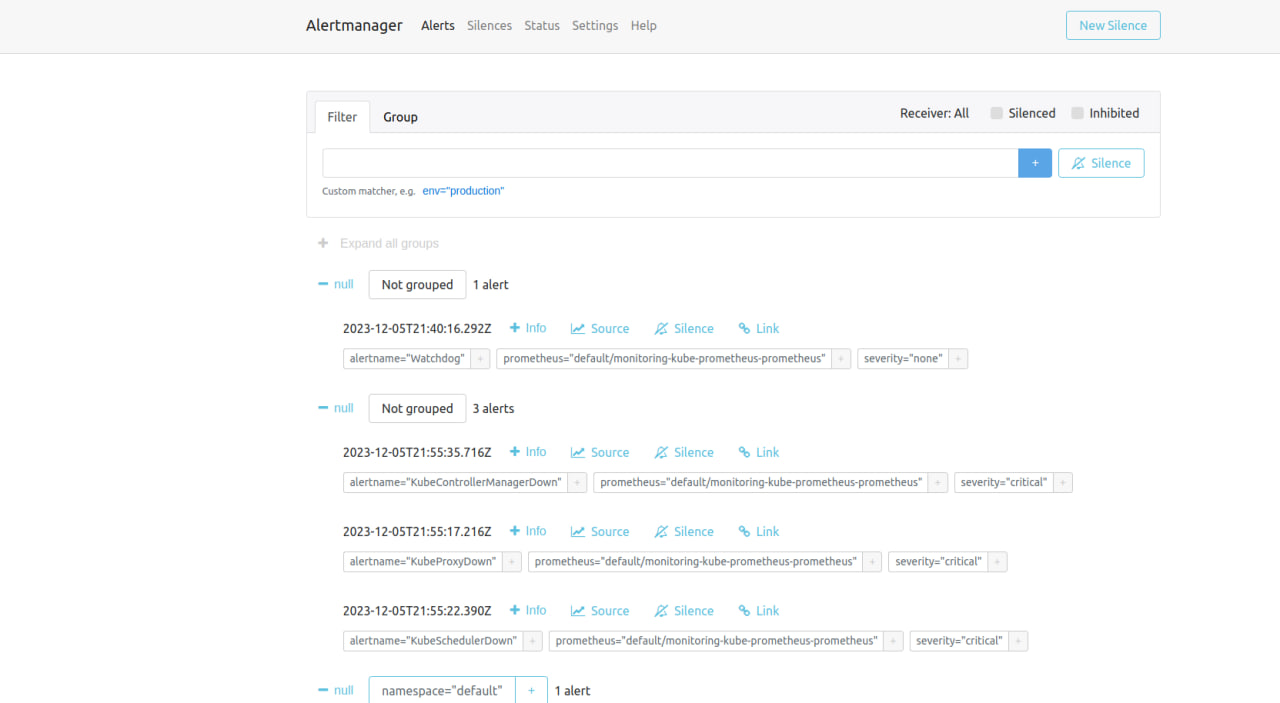 Alertmanager Alerts Silences Status Settings Help New Silence
Filter Group Receiver: All Silenced Inhibited
+ Silence
Custom matcher, e.g. env="production"
+ Expand all groups
− null Not grouped 1 alert
2023-12-05T21:40:16.292Z + Info Source Silence Link
alertname="Watchdog" + prometheus="default/monitoring-kube-prometheus-prometheus" + severity="none" +
− null Not grouped 3 alerts
2023-12-05T21:55:35.716Z + Info Source Silence Link
alertname="KubeControllerManagerDown" + prometheus="default/monitoring-kube-prometheus-prometheus" + severity="critical" +
2023-12-05T21:55:17.216Z + Info Source Silence Link
alertname="KubeProxyDown" + prometheus="default/monitoring-kube-prometheus-prometheus" + severity="critical" +
2023-12-05T21:55:22.390Z + Info Source Silence Link
alertname="KubeSchedulerDown" + prometheus="default/monitoring-kube-prometheus-prometheus" + severity="critical" +
− null namespace="default" + 1 alert